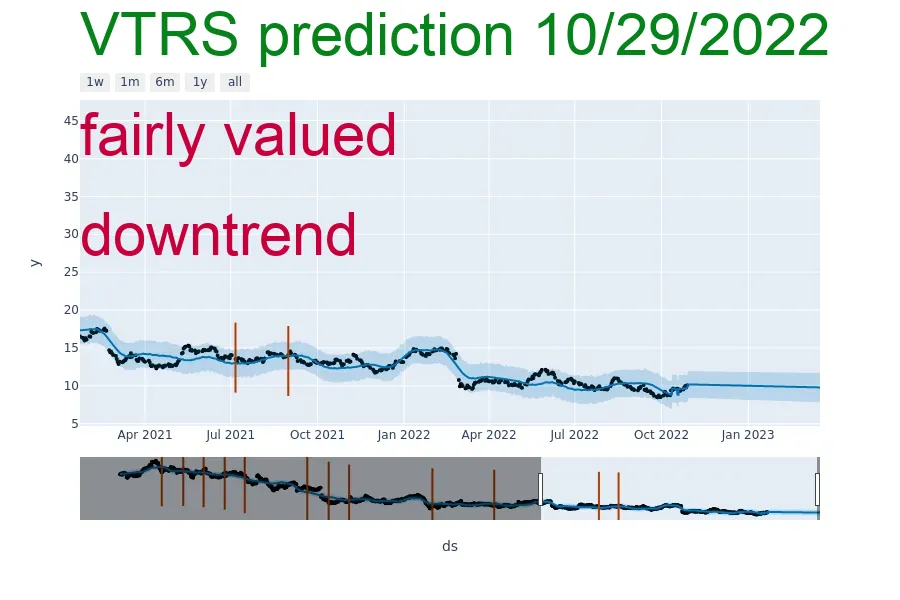 VTRS prediction 10/29/2022
1w 1m 6m 1y all
fairly valued
downtrend
45
40
35
30
25
20
15
10
5
y
Apr 2021 Jul 2021 Oct 2021 Jan 2022 Apr 2022 Jul 2022 Oct 2022 Jan 2023
ds